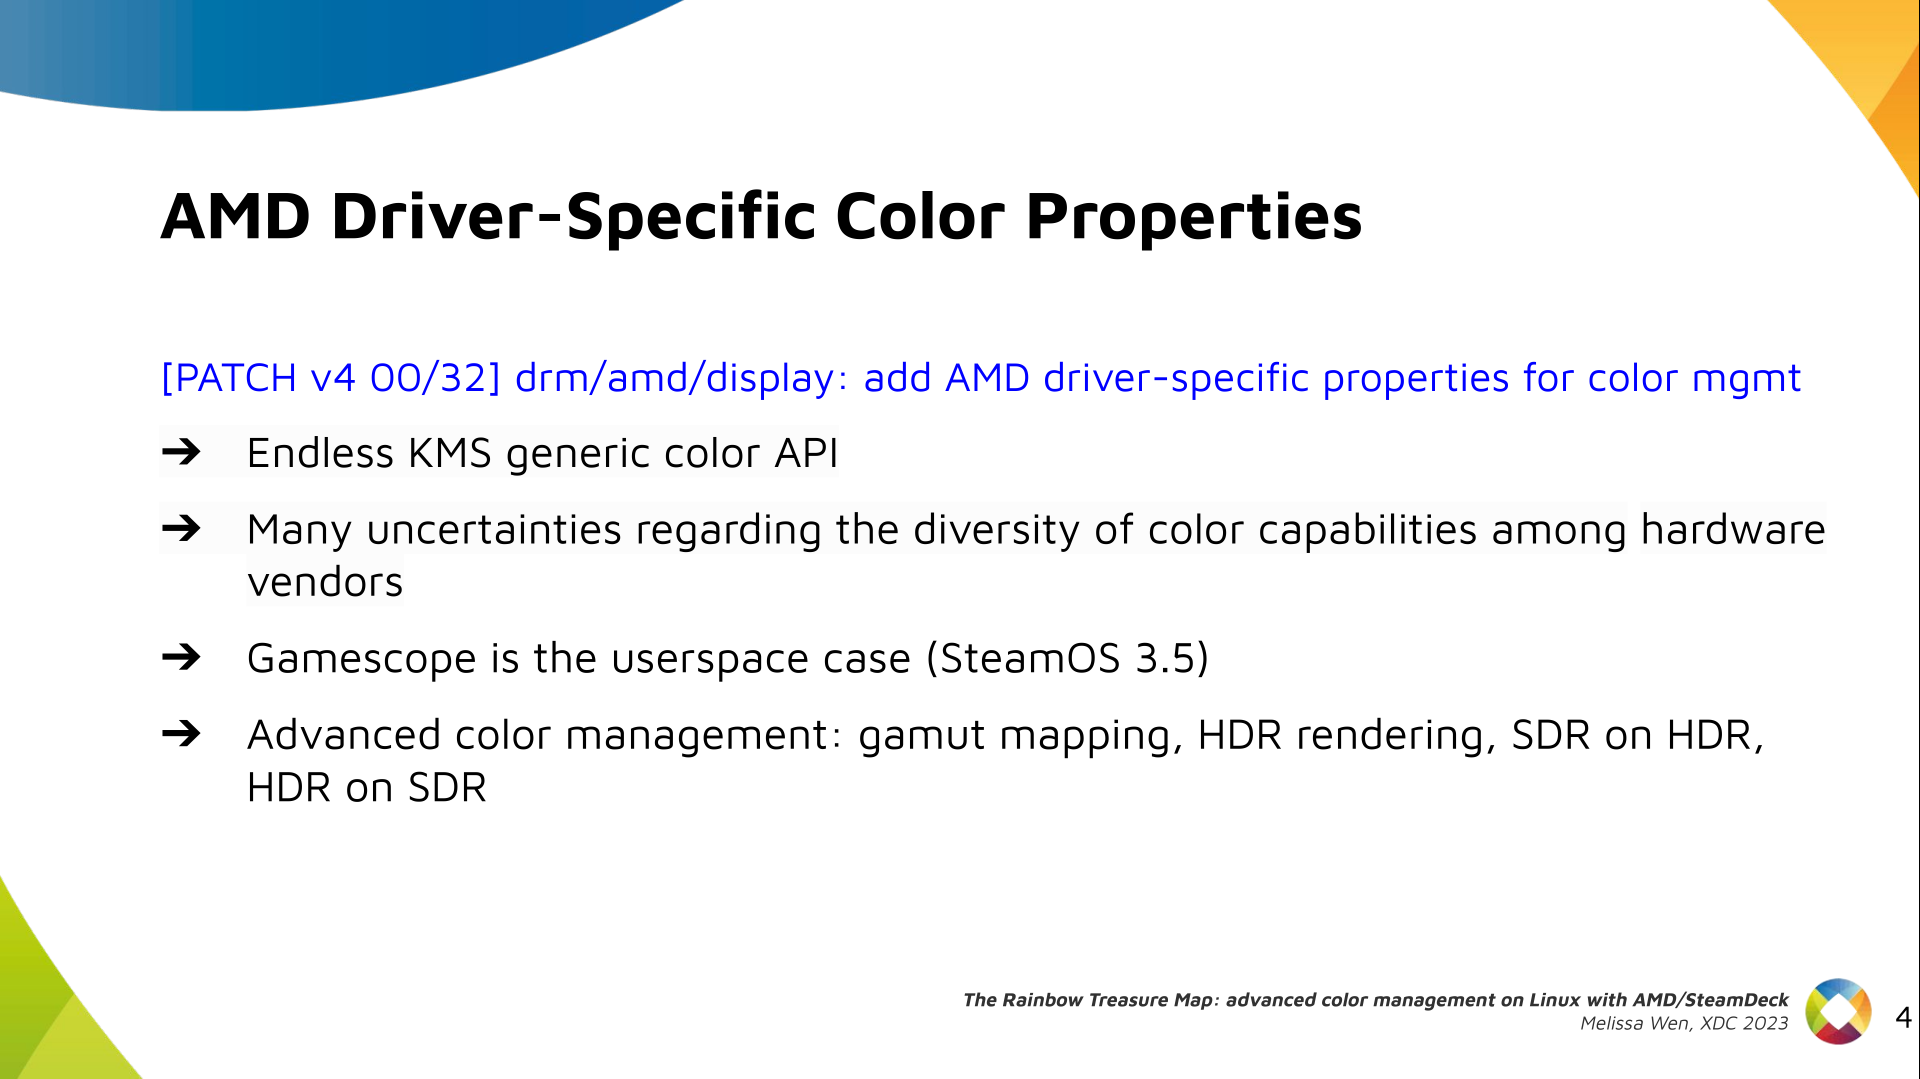 AMD Driver-Specific Color Properties
[PATCH v4 00/32] drm/amd/display: add AMD driver-specific properties for color mgmt
➔ Endless KMS generic color API
➔ Many uncertainties regarding the diversity of color capabilities among hardware
vendors
➔ Gamescope is the userspace case (SteamOS 3.5)
➔ Advanced color management: gamut mapping, HDR rendering, SDR on HDR,
HDR on SDR
The Rainbow Treasure Map: advanced color management on Linux with AMD/SteamDeck
Melissa Wen, XDC 2023
4